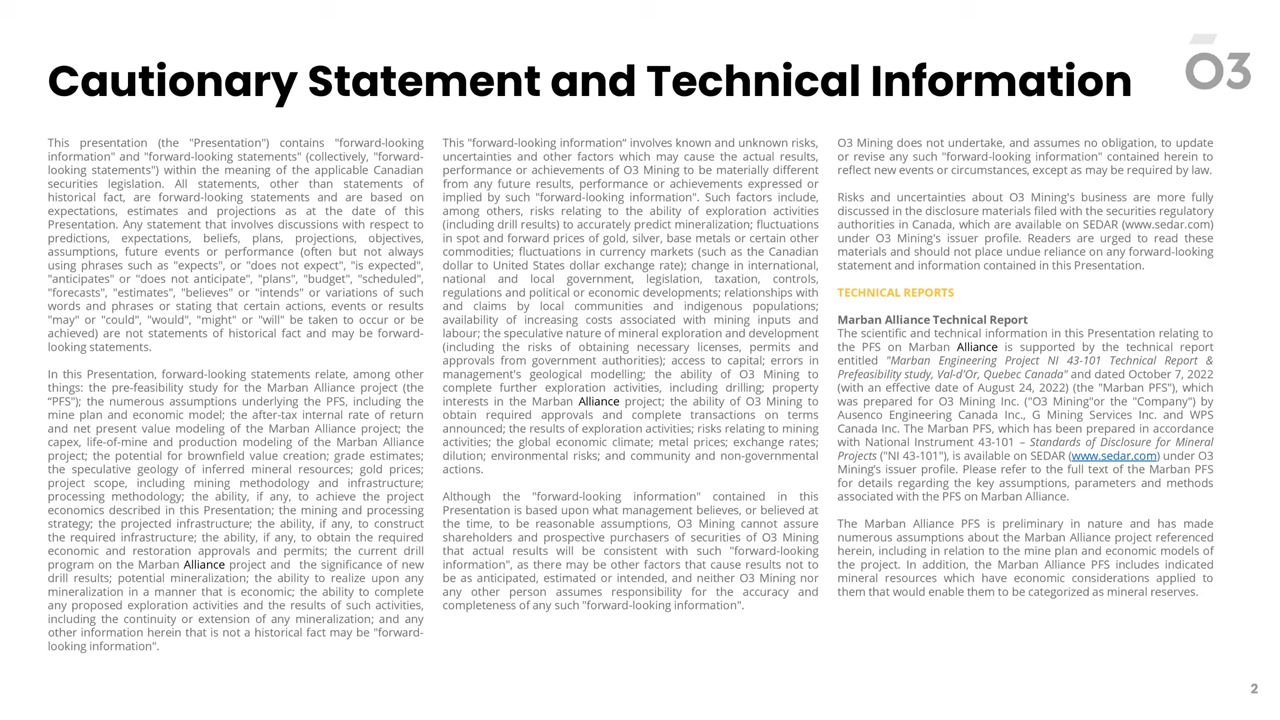 Cautionary Statement and Technical Information
Ō3
This presentation (the "Presentation") contains "forward-looking
information" and "forward-looking statements" (collectively, "forward-
looking statements") within the meaning of the applicable Canadian
securities legislation. All statements, other than statements of
historical fact, are forward-looking statements and are based on
expectations, estimates and projections as at the date of this
Presentation. Any statement that involves discussions with respect to
predictions, expectations, beliefs, plans, projections, objectives,
assumptions, future events or performance (often but not always
using phrases such as "expects", or "does not expect", "is expected",
"anticipates" or "does not anticipate", "plans", "budget", "scheduled",
"forecasts", "estimates", "believes" or "intends" or variations of such
words and phrases or stating that certain actions, events or results
"may" or "could", "would", "might" or "will" be taken to occur or be
achieved) are not statements of historical fact and may be forward-
looking statements.
In this Presentation, forward-looking statements relate, among other
things: the pre-feasibility study for the Marban Alliance project (the
“PFS”); the numerous assumptions underlying the PFS, including the
mine plan and economic model; the after-tax internal rate of return
and net present value modeling of the Marban Alliance project; the
capex, life-of-mine and production modeling of the Marban Alliance
project; the potential for brownfield value creation; grade estimates;
the speculative geology of inferred mineral resources; gold prices;
project scope, including mining methodology and infrastructure;
processing methodology; the ability, if any, to achieve the project
economics described in this Presentation; the mining and processing
strategy; the projected infrastructure; the ability, if any, to construct
the required infrastructure; the ability, if any, to obtain the required
economic and restoration approvals and permits; the current drill
program on the Marban Alliance project and the significance of new
drill results; potential mineralization; the ability to realize upon any
mineralization in a manner that is economic; the ability to complete
any proposed exploration activities and the results of such activities,
including the continuity or extension of any mineralization; and any
other information herein that is not a historical fact may be "forward-
looking information".
This "forward-looking information" involves known and unknown risks,
uncertainties and other factors which may cause the actual results,
performance or achievements of O3 Mining to be materially different
from any future results, performance or achievements expressed or
implied by such "forward-looking information". Such factors include,
among others, risks relating to the ability of exploration activities
(including drill results) to accurately predict mineralization; fluctuations
in spot and forward prices of gold, silver, base metals or certain other
commodities; fluctuations in currency markets (such as the Canadian
dollar to United States dollar exchange rate); change in international,
national and local government, legislation, taxation, controls,
regulations and political or economic developments; relationships with
and claims by local communities and indigenous populations;
availability of increasing costs associated with mining inputs and
labour; the speculative nature of mineral exploration and development
(including the risks of obtaining necessary licenses, permits and
approvals from government authorities); access to capital; errors in
management's geological modelling; the ability of O3 Mining to
complete further exploration activities, including drilling; property
interests in the Marban Alliance project; the ability of O3 Mining to
obtain required approvals and complete transactions on terms
announced; the results of exploration activities; risks relating to mining
activities; the global economic climate; metal prices; exchange rates;
dilution; environmental risks; and community and non-governmental
actions.
Although the "forward-looking information" contained in this
Presentation is based upon what management believes, or believed at
the time, to be reasonable assumptions, O3 Mining cannot assure
shareholders and prospective purchasers of securities of O3 Mining
that actual results will be consistent with such "forward-looking
information", as there may be other factors that cause results not to
be as anticipated, estimated or intended, and neither O3 Mining nor
any other person assumes responsibility for the accuracy and
completeness of any such "forward-looking information".
O3 Mining does not undertake, and assumes no obligation, to update
or revise any such "forward-looking information" contained herein to
reflect new events or circumstances, except as may be required by law.
Risks and uncertainties about O3 Mining's business are more fully
discussed in the disclosure materials filed with the securities regulatory
authorities in Canada, which are available on SEDAR (www.sedar.com)
under O3 Mining's issuer profile. Readers are urged to read these
materials and should not place undue reliance on any forward-looking
statement and information contained in this Presentation.
TECHNICAL REPORTS
Marban Alliance Technical Report
The scientific and technical information in this Presentation relating to
the PFS on Marban Alliance is supported by the technical report
entitled "Marban Engineering Project NI 43-101 Technical Report &
Prefeasibility study, Val-d'Or, Quebec Canada" and dated October 7, 2022
(with an effective date of August 24, 2022) (the "Marban PFS"), which
was prepared for O3 Mining Inc. ("O3 Mining"or the "Company") by
Ausenco Engineering Canada Inc., G Mining Services Inc. and WPS
Canada Inc. The Marban PFS, which has been prepared in accordance
with National Instrument 43-101 – Standards of Disclosure for Mineral
Projects ("NI 43-101"), is available on SEDAR (www.sedar.com) under O3
Mining's issuer profile. Please refer to the full text of the Marban PFS
for details regarding the key assumptions, parameters and methods
associated with the PFS on Marban Alliance.
The Marban Alliance PFS is preliminary in nature and has made
numerous assumptions about the Marban Alliance project referenced
herein, including in relation to the mine plan and economic models of
the project. In addition, the Marban Alliance PFS includes indicated
mineral resources which have economic considerations applied to
them that would enable them to be categorized as mineral reserves.
2